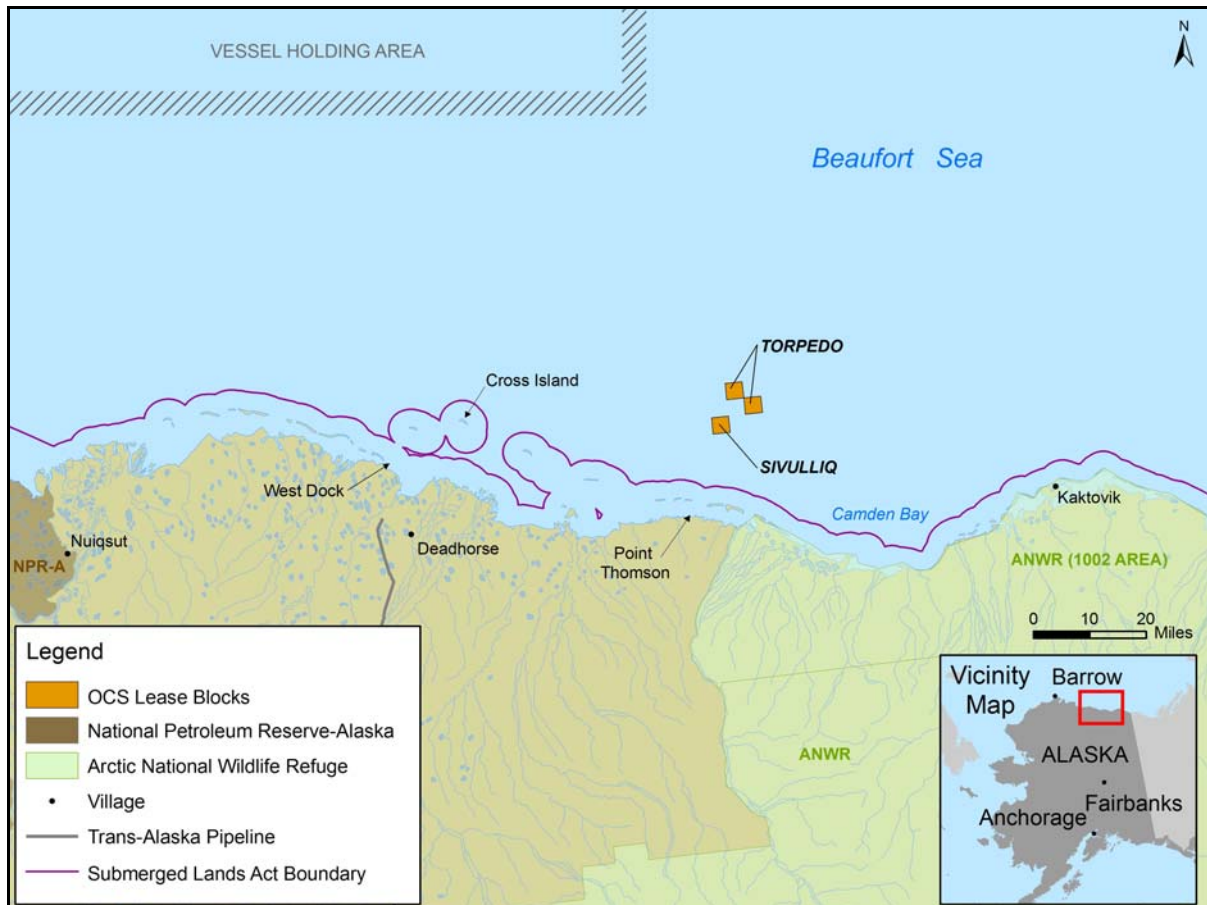 VESSEL HOLDING AREA
N
Beaufort Sea
TORPEDO
Cross Island
SIVULLIQ
West Dock
Kaktovik
Camden Bay
Nuiqsut
Deadhorse
Point
Thomson
NPR-A
ANWR (1002 AREA)
0 10 20
Miles
ANWR
Legend
OCS Lease Blocks
National Petroleum Reserve-Alaska
Arctic National Wildlife Refuge
Village
Trans-Alaska Pipeline
Submerged Lands Act Boundary
Vicinity
Map
Barrow
ALASKA
Fairbanks
Anchorage